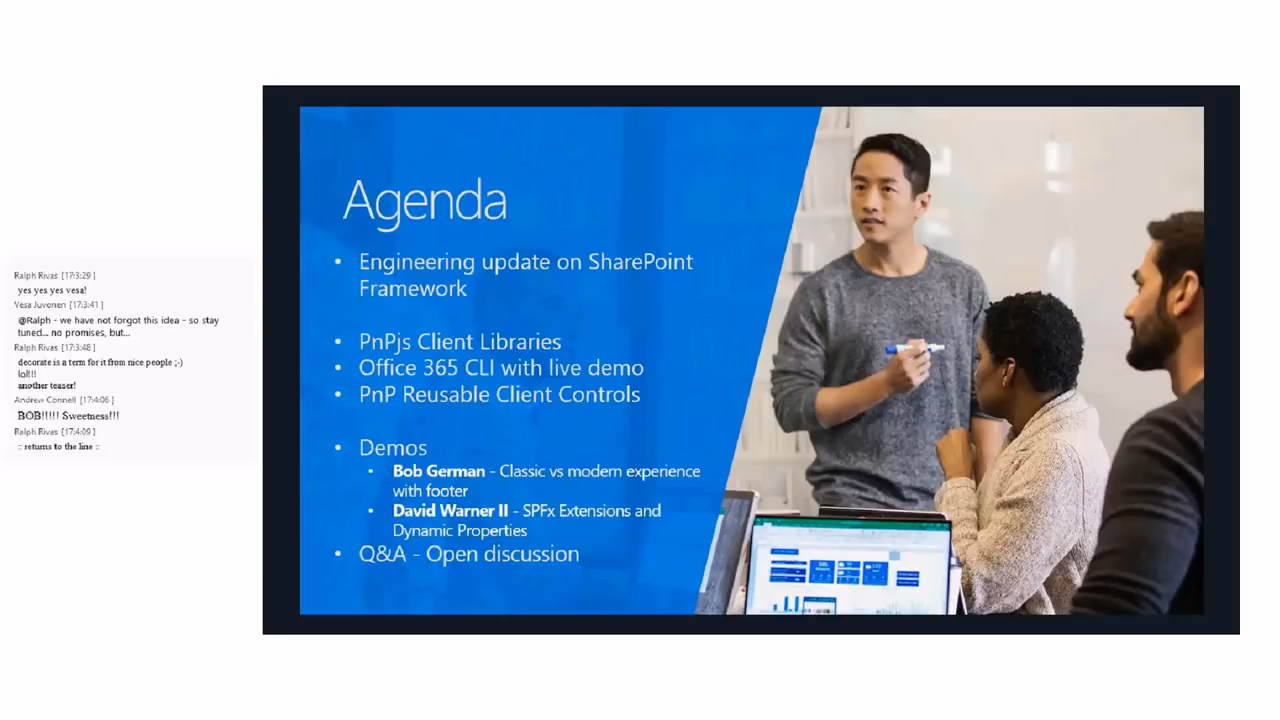 Ralph Rivas [17:3:29 ]
yes yes yes vesa!
Vesa Juvonen [17:3:41 ]
@Ralph - we have not forgot this idea - so stay
tuned... no promises, but...
Ralph Rivas [17:3:48 ]
decorate is a term for it from nice people ;-)
lol!!!
another teaser!
Andrew Connell [17:4:06 ]
BOB!!!!! Sweetness!!!
Ralph Rivas [17:4:09 ]
:: returns to the line ::
Agenda
• Engineering update on SharePoint
Framework
• PnPjs Client Libraries
• Office 365 CLI with live demo
• PnP Reusable Client Controls
• Demos
• Bob German - Classic vs modern experience
with footer
• David Warner II - SPFx Extensions and
Dynamic Properties
• Q&A - Open discussion